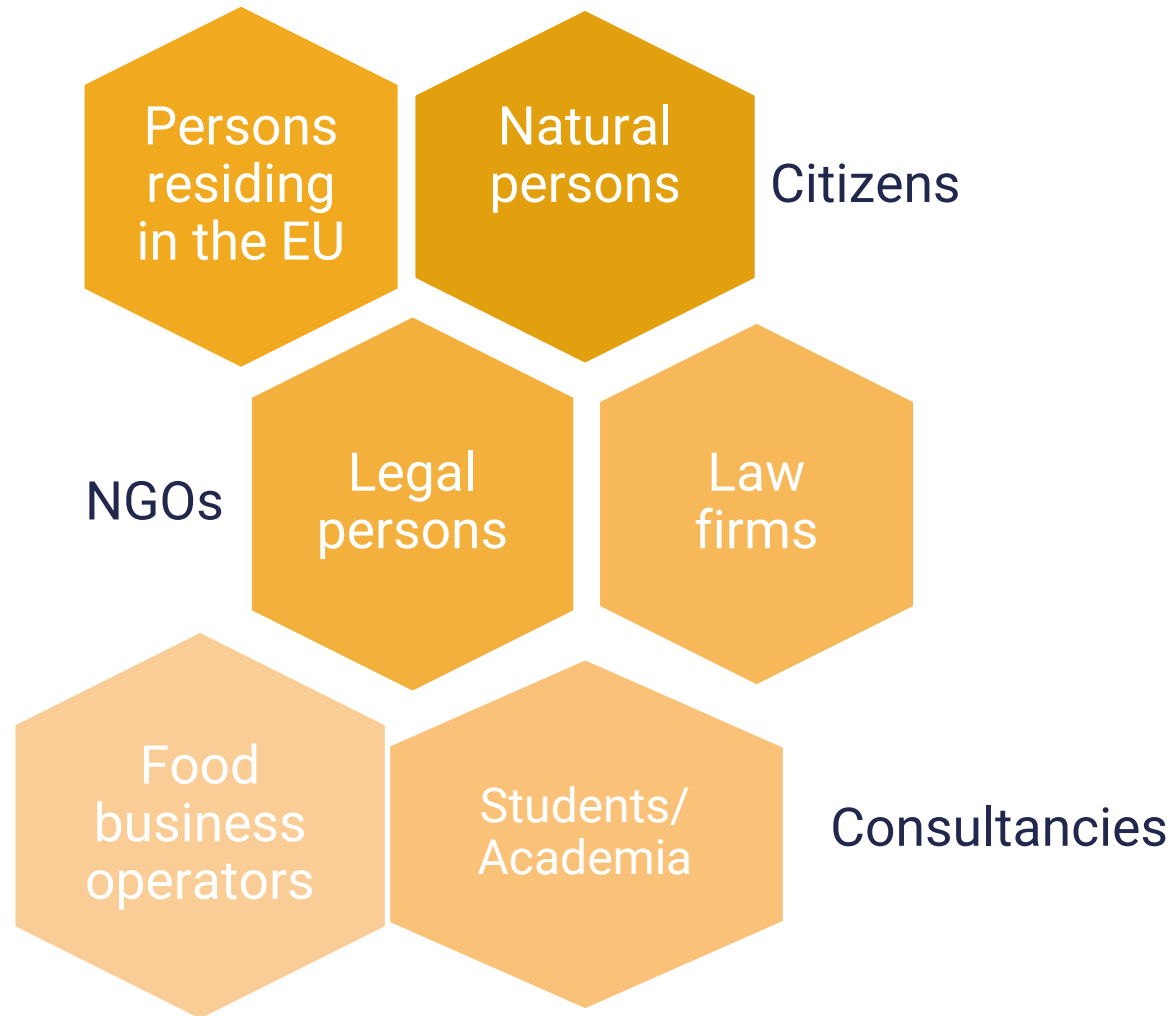 Persons
residing
in the EU
Natural
persons
Citizens
NGOs
Legal
persons
Law
firms
Food
business
operators
Students/
Academia
Consultancies